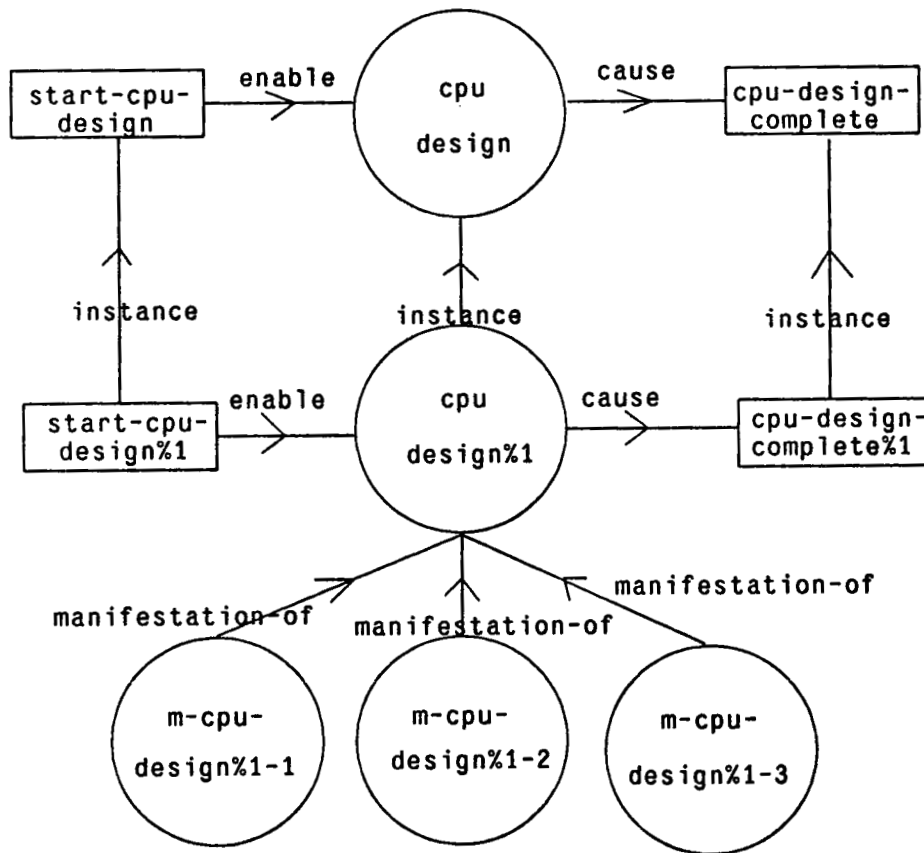 enable
cause
start-cpu-
design
cpu
design
cpu-design-
complete
instance
instance
instance
enable
cause
start-cpu-
design%1
cpu
design%1
cpu-design-
complete%1
manifestation-of
manifestation-of
manifestation-of
m-cpu-
design%1-1
m-cpu-
design%1-2
m-cpu-
design%1-3